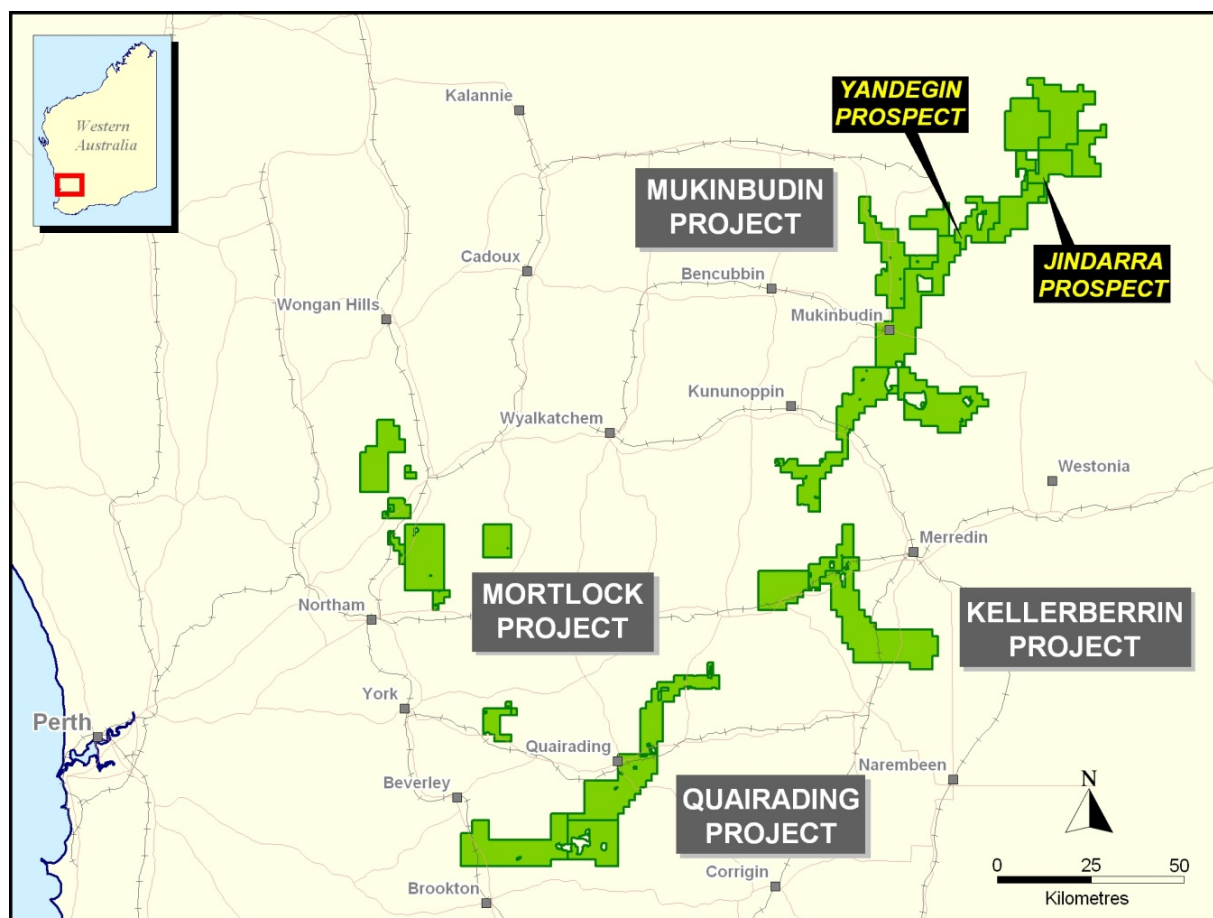 Western
Australia
Kalannie
YANDEGIN
PROSPECT
MUKINBUDIN
PROJECT
JINDARRA
PROSPECT
Cadoux
Bencubbin
Wongan Hills
Mukinbudin
Kununoppin
Wyalkatchem
Westonia
Merredin
MORTLOCK
PROJECT
KELLERBERRIN
PROJECT
Northam
York
Perth
Quairading
Beverley
Narembeen
QUAIRADING
PROJECT
N
Corrigin
Brookton
0 25 50
Kilometres